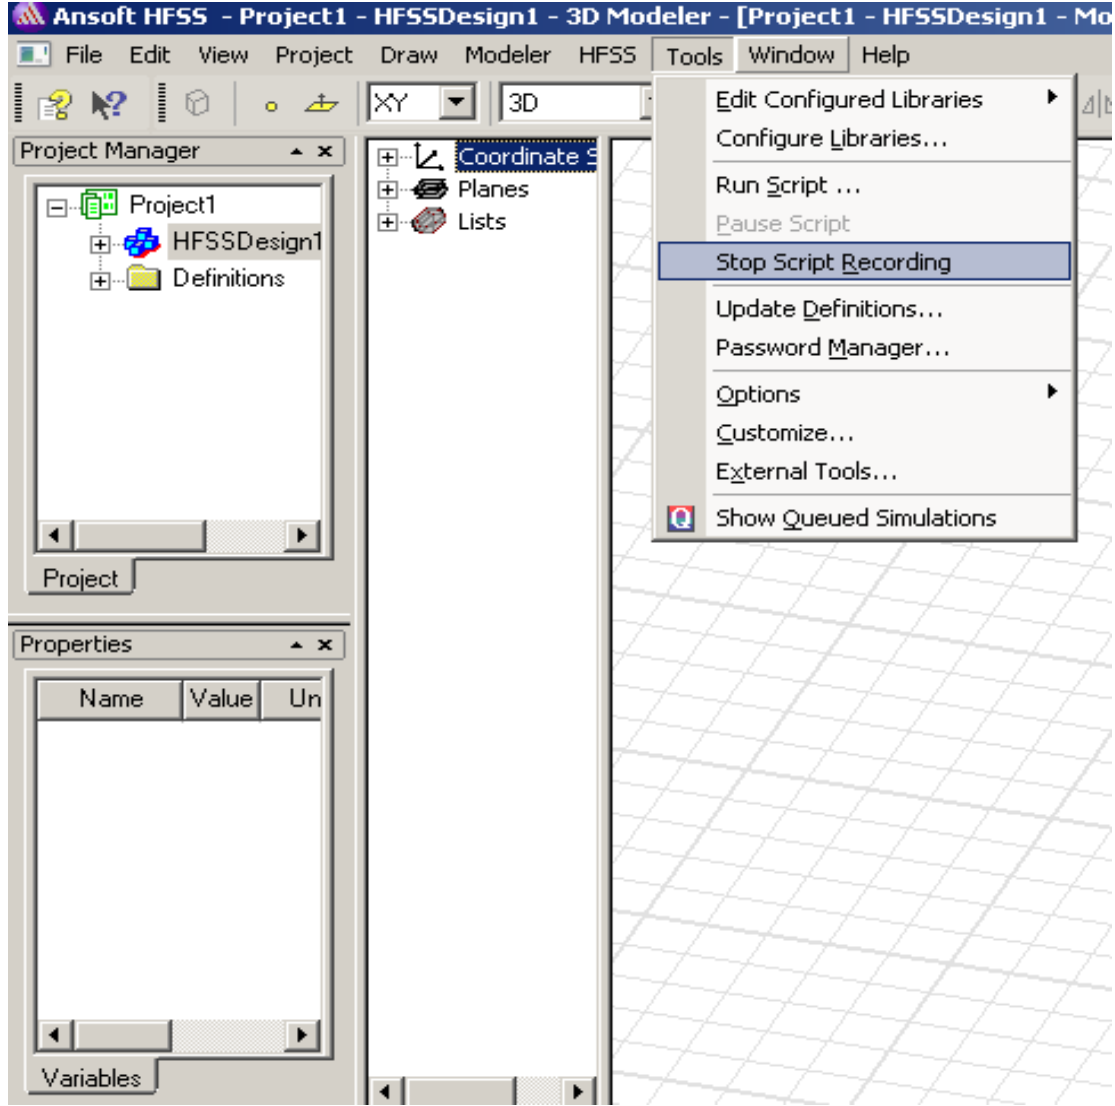 Ansoft HFSS - Project1 - HFSSDesign1 - 3D Modeler - [Project1 - HFSSDesign1 - Mo
File Edit View Project Draw Modeler HFSS Tools Window Help
XY 3D
Project Manager
Project1
HFSSDesign1
Definitions
Project
Properties
Name Value Un
Variables
Coordinate S
Planes
Lists
Edit Configured Libraries
Configure Libraries...
Run Script ...
Pause Script
Stop Script Recording
Update Definitions...
Password Manager...
Options
Customize...
External Tools...
Show Queued Simulations